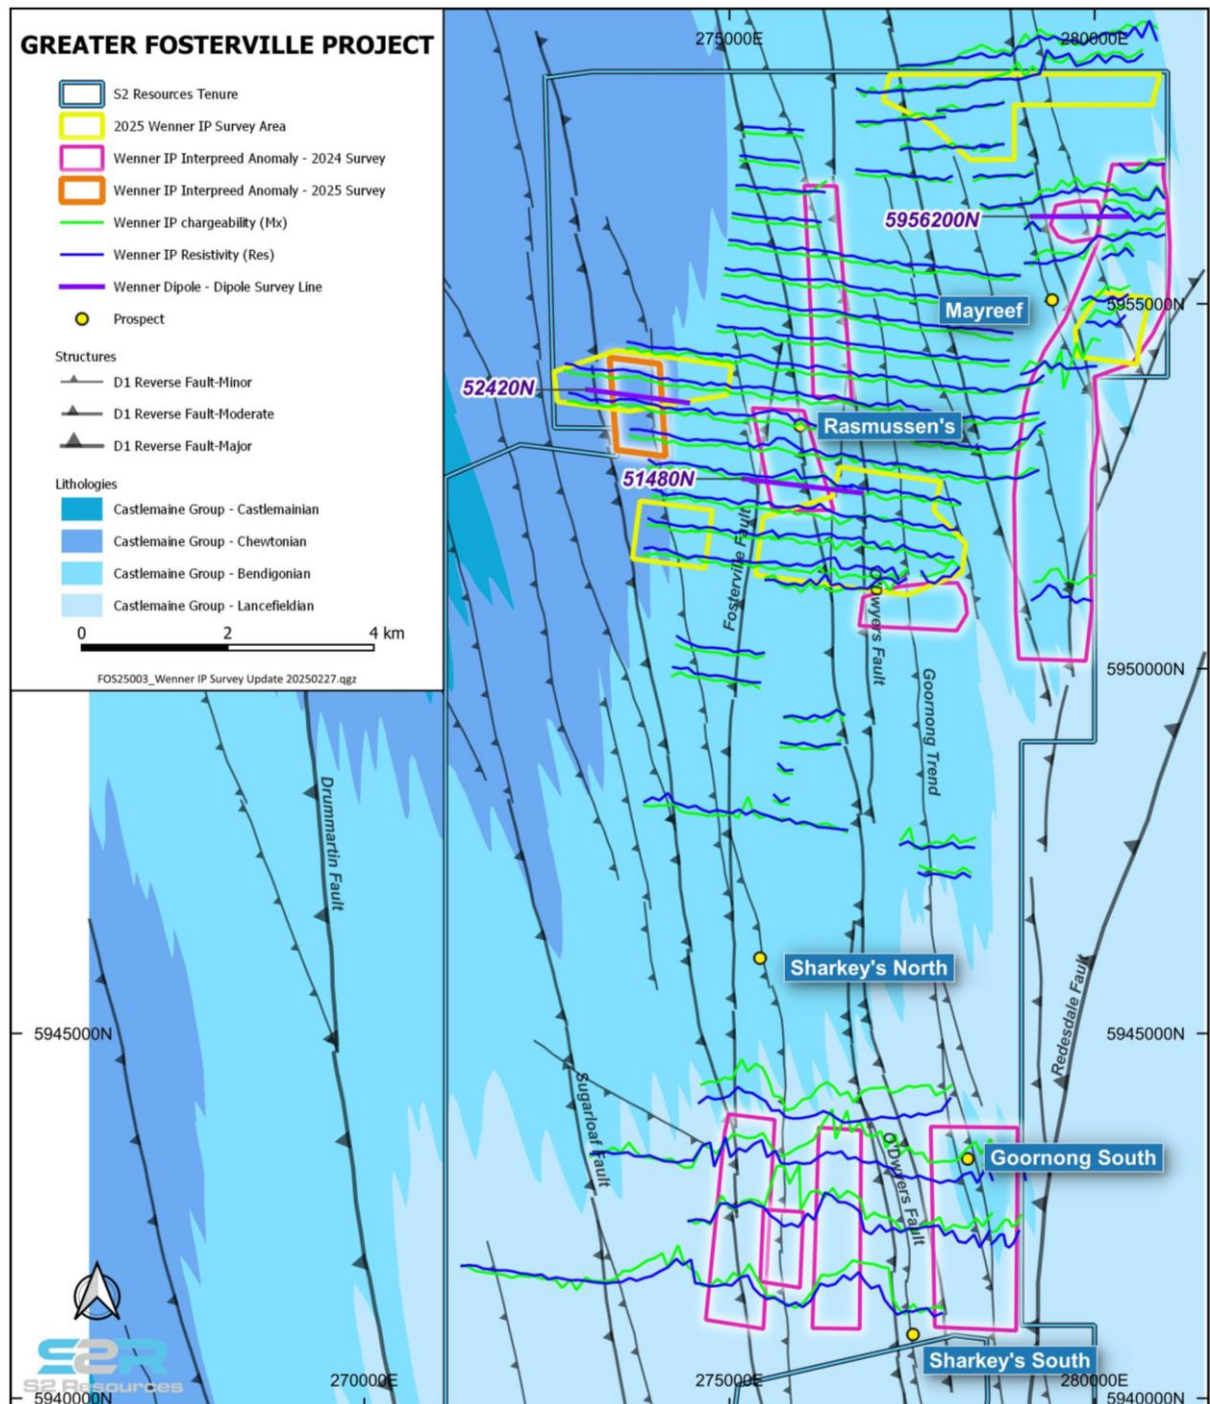 GREATER FOSTERVILLE PROJECT
S2 Resources Tenure
2025 Wenner IP Survey Area
Wenner IP Interpreed Anomaly - 2024 Survey
Wenner IP Interpreed Anomaly - 2025 Survey
Wenner IP chargeability (Mx)
Wenner IP Resistivity (Res)
Wenner Dipole - Dipole Survey Line
Prospect
Structures
D1 Reverse Fault-Minor
D1 Reverse Fault-Moderate
D1 Reverse Fault-Major
Lithologies
Castlemaine Group - Castlemainian
Castlemaine Group - Chewtonian
Castlemaine Group - Bendigonian
Castlemaine Group - Lancefieldian
0 2 4 km
FOS25003_Wenner IP Survey Update 20250227.qgz
275000E
280000E
5956200N
Mayreef
5955000N
52420N
Rasmussen's
51480N
Fosterville Fault
O'Dwyers Fault
5950000N
Goornong Trend
Drummartin Fault
Sharkey's North
Redesdale Fault
5945000N
5945000N
Sugarloaf Fault
O'Dwyers Fault
Goornong South
Sharkey's South
S2R
S2 Resources
270000E
275000E
280000E
5940000N
5940000N